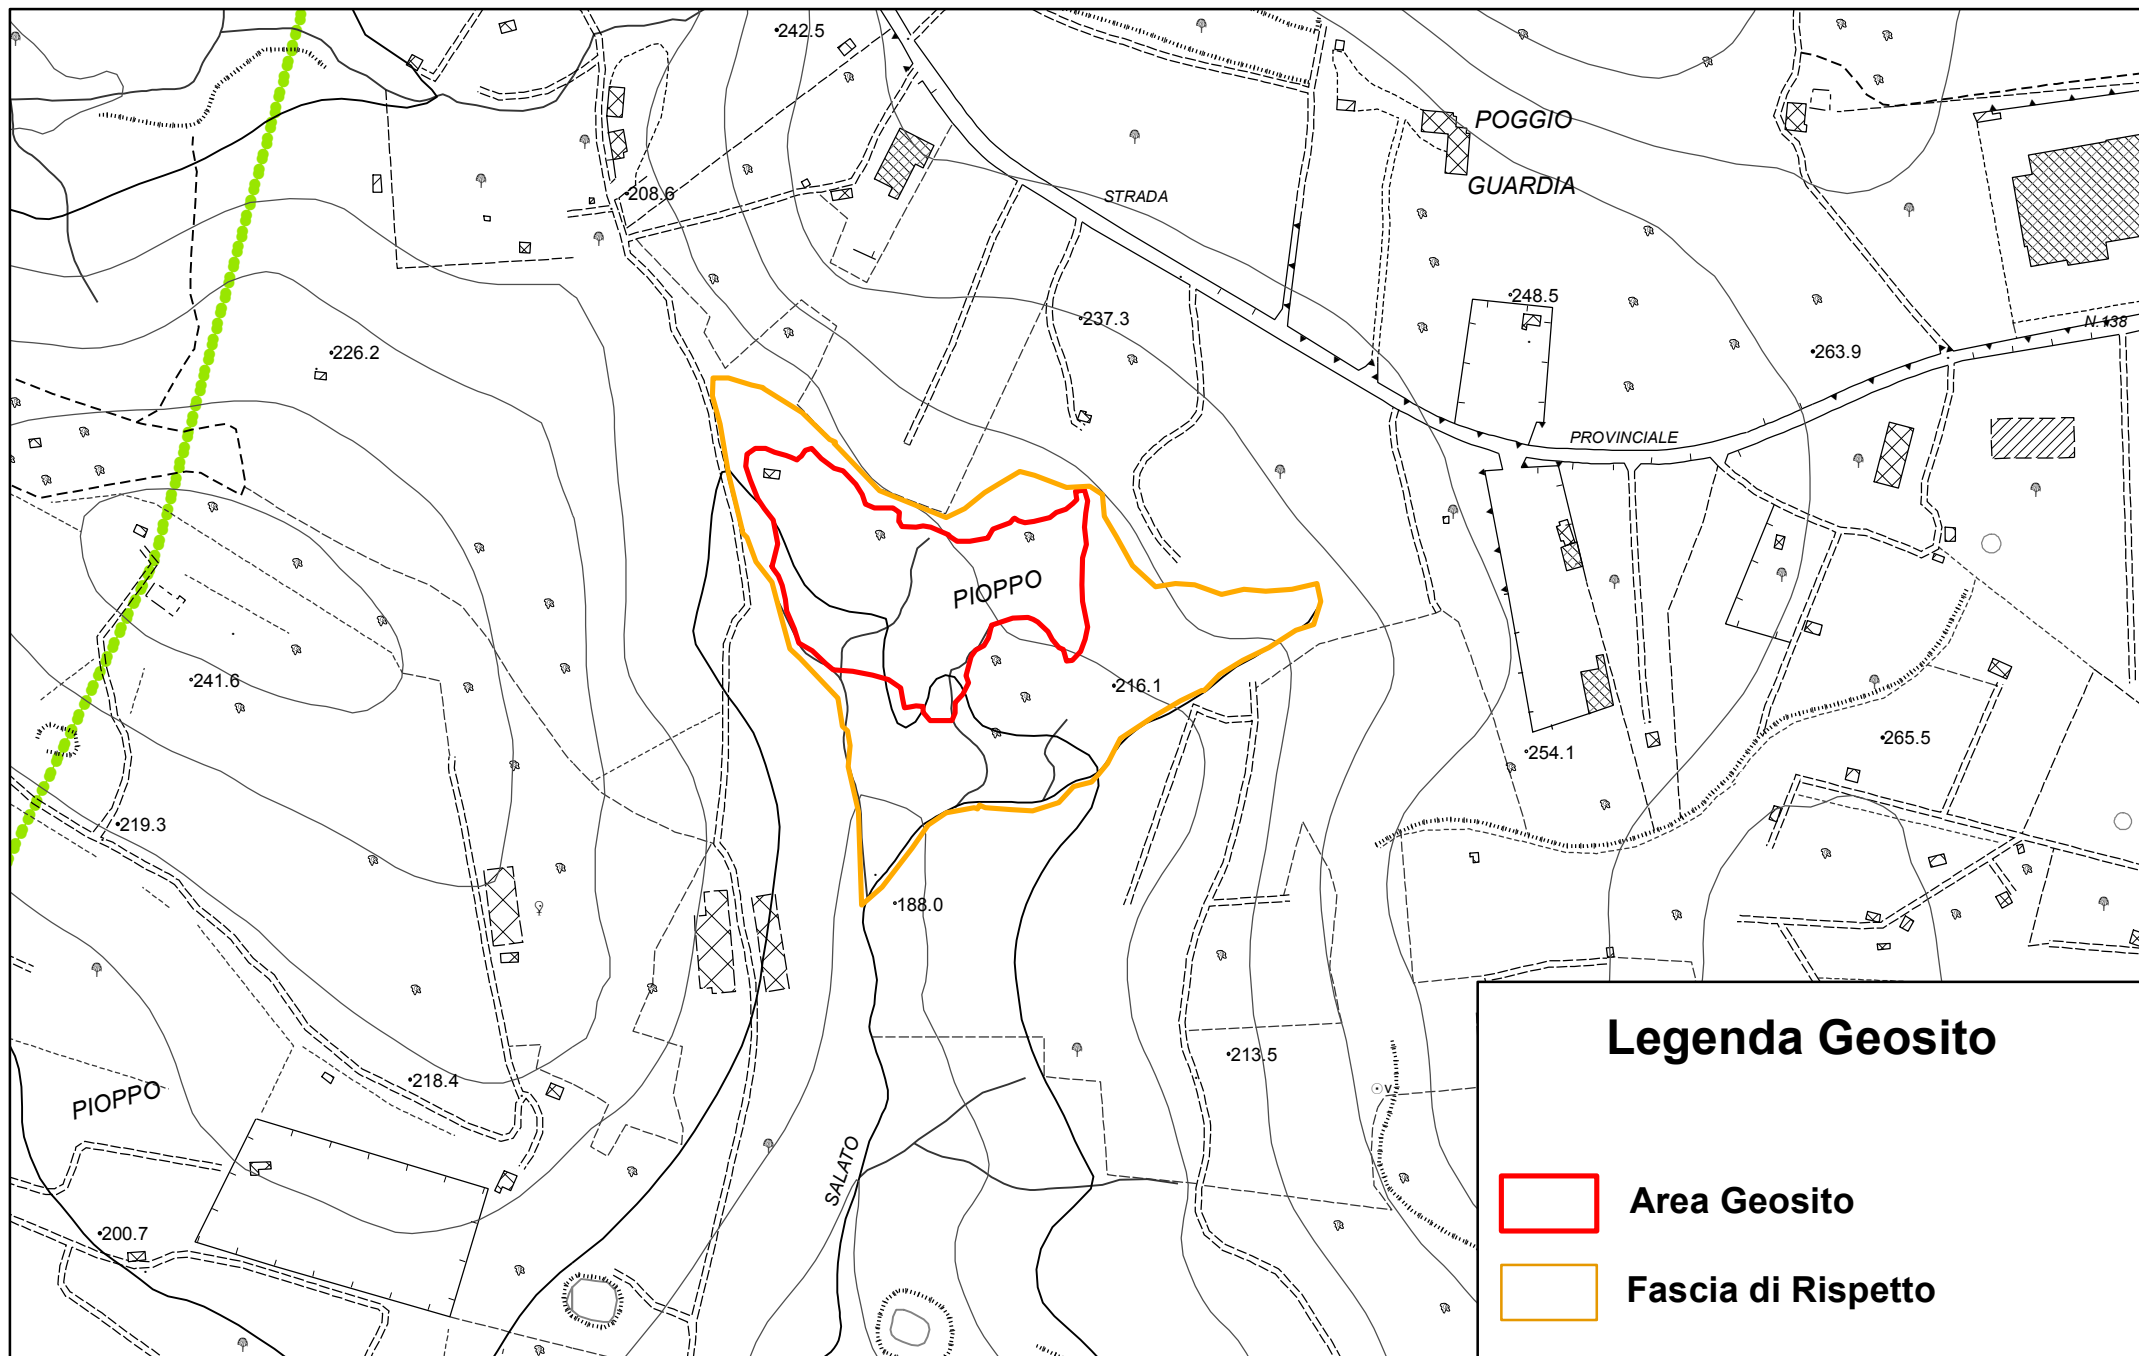 242.5
POGGIO
GUARDIA
208.6
STRADA
248.5
237.3
N.138
226.2
263.9
PROVINCIALE
PIOPPO
241.6
216.1
265.5
254.1
219.3
188.0
Legenda Geosito
213.5
v
218.4
PIOPPO
SALATO
Area Geosito
200.7
Fascia di Rispetto